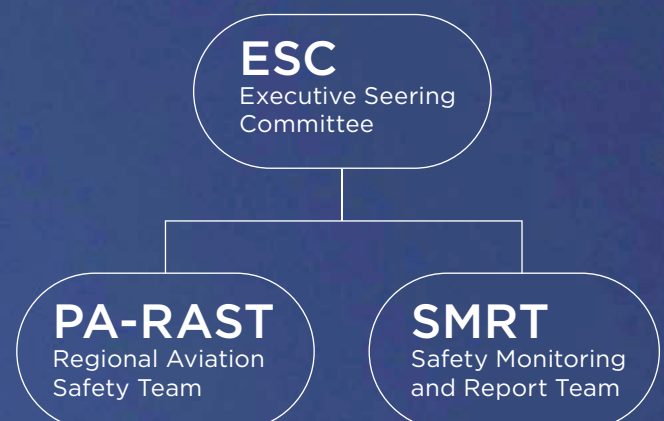 ESC
Executive Seering
Committee
PA-RAST
Regional Aviation
Safety Team
SMRT
Safety Monitoring
and Report Team